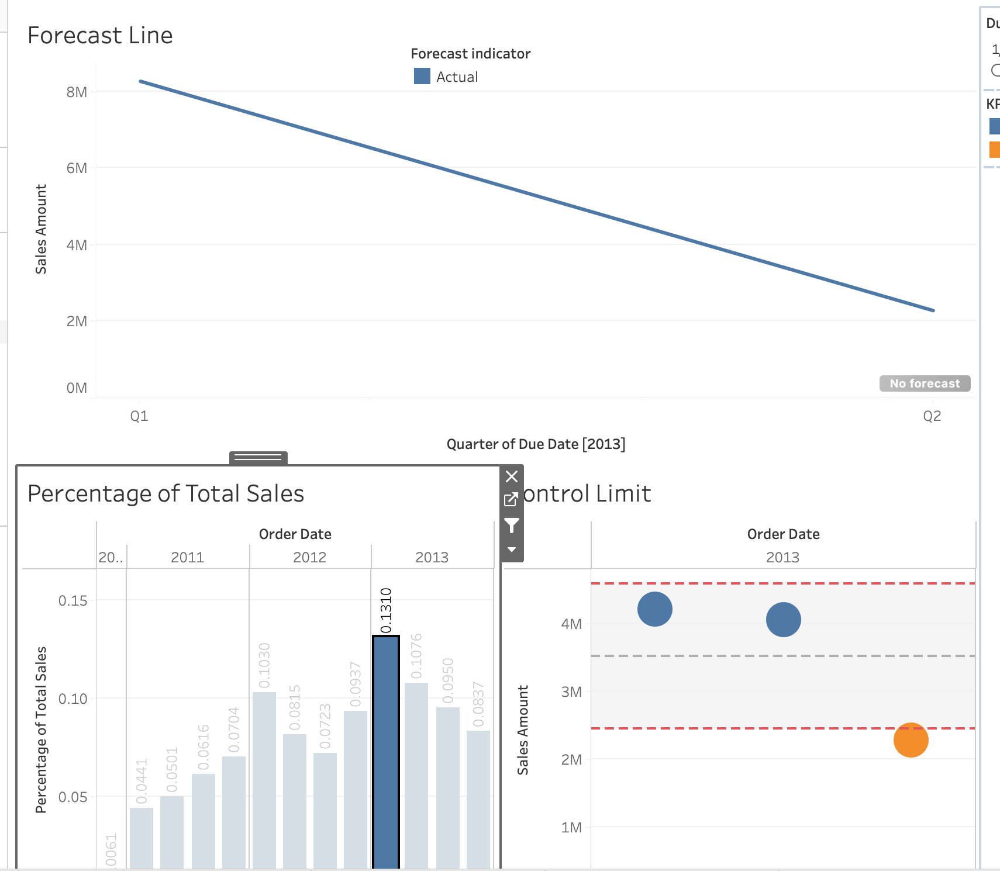 Forecast Line
Forecast indicator
Actual
8M
6M
4M
2M
0M
Sales Amount
No forecast
Q1
Q2
Quarter of Due Date [2013]
Percentage of Total Sales
Order Date
20..
2011
2012
2013
0.15
0.10
0.05
Percentage of Total Sales
.0061
0.0441
0.0501
0.0616
0.0704
0.1030
0.0815
0.0723
0.0937
0.1310
0.1076
0.0950
0.0837
ontrol Limit
Order Date
2013
4M
3M
2M
1M
Sales Amount
Du
1/
KP